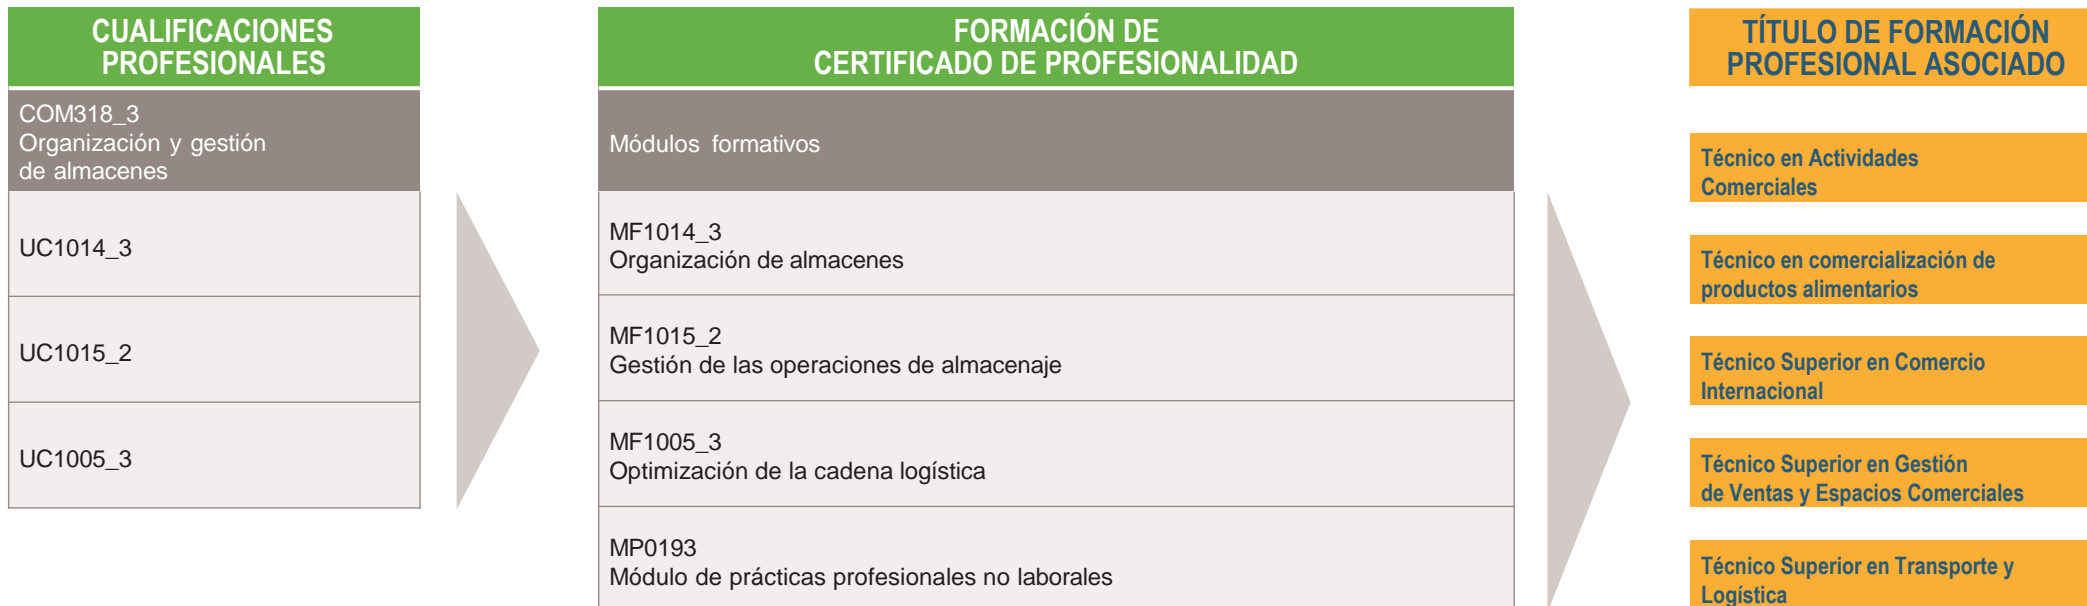 CUALIFICACIONES
PROFESIONALES
COM318_3
Organización y gestión
de almacenes
UC1014_3
UC1015_2
UC1005_3
FORMACIÓN DE
CERTIFICADO DE PROFESIONALIDAD
Módulos formativos
MF1014_3
Organización de almacenes
MF1015_2
Gestión de las operaciones de almacenaje
MF1005_3
Optimización de la cadena logística
MP0193
Módulo de prácticas profesionales no laborales
TÍTULO DE FORMACIÓN
PROFESIONAL ASOCIADO
Técnico en Actividades
Comerciales
Técnico en comercialización de
productos alimentarios
Técnico Superior en Comercio
Internacional
Técnico Superior en Gestión
de Ventas y Espacios Comerciales
Técnico Superior en Transporte y
Logística